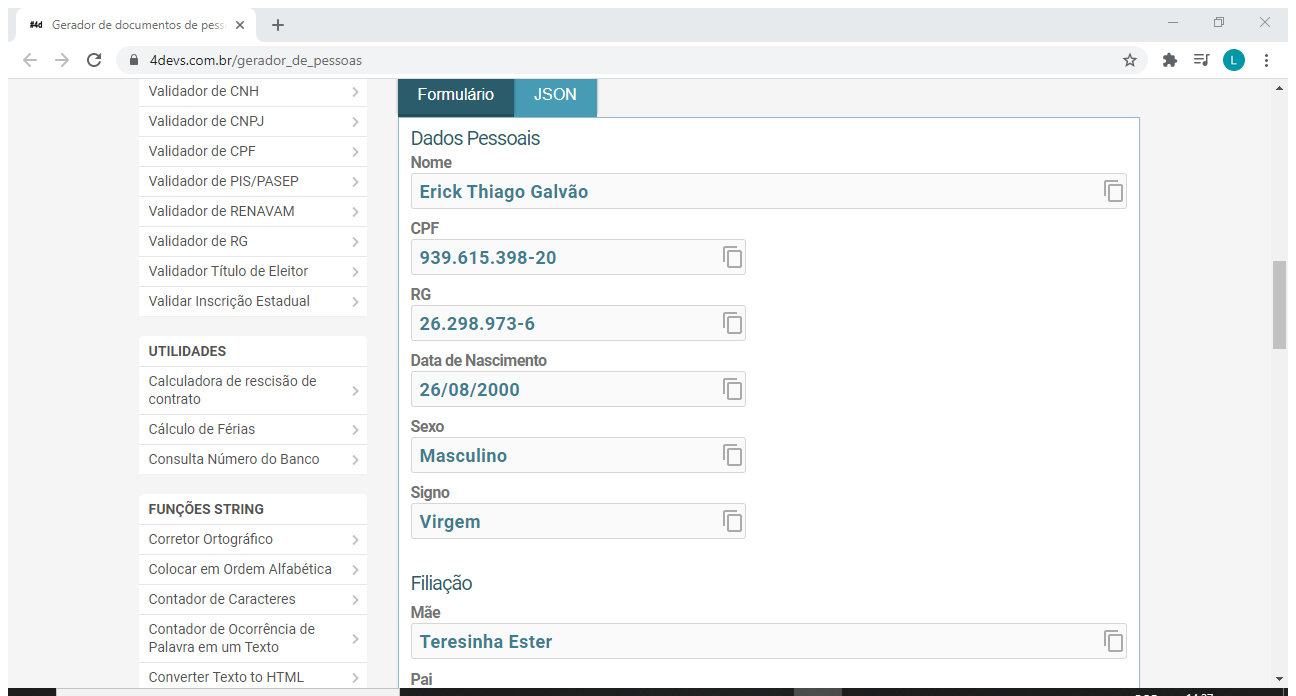 #4d Gerador de documentos de pess
4devs.com.br/gerador_de_pessoas
L
Validador de CNH
Validador de CNPJ
Validador de CPF
Validador de PIS/PASEP
Validador de RENAVAM
Validador de RG
Validador Título de Eleitor
Validar Inscrição Estadual
UTILIDADES
Calculadora de rescisão de
contrato
Cálculo de Férias
Consulta Número do Banco
FUNÇÕES STRING
Corretor Ortográfico
Colocar em Ordem Alfabética
Contador de Caracteres
Contador de Ocorrência de
Palavra em um Texto
Converter Texto to HTML
Formulário
JSON
Dados Pessoais
Nome
Erick Thiago Galvão
CPF
939.615.398-20
RG
26.298.973-6
Data de Nascimento
26/08/2000
Sexo
Masculino
Signo
Virgem
Filiação
Mãe
Teresinha Ester
Pai